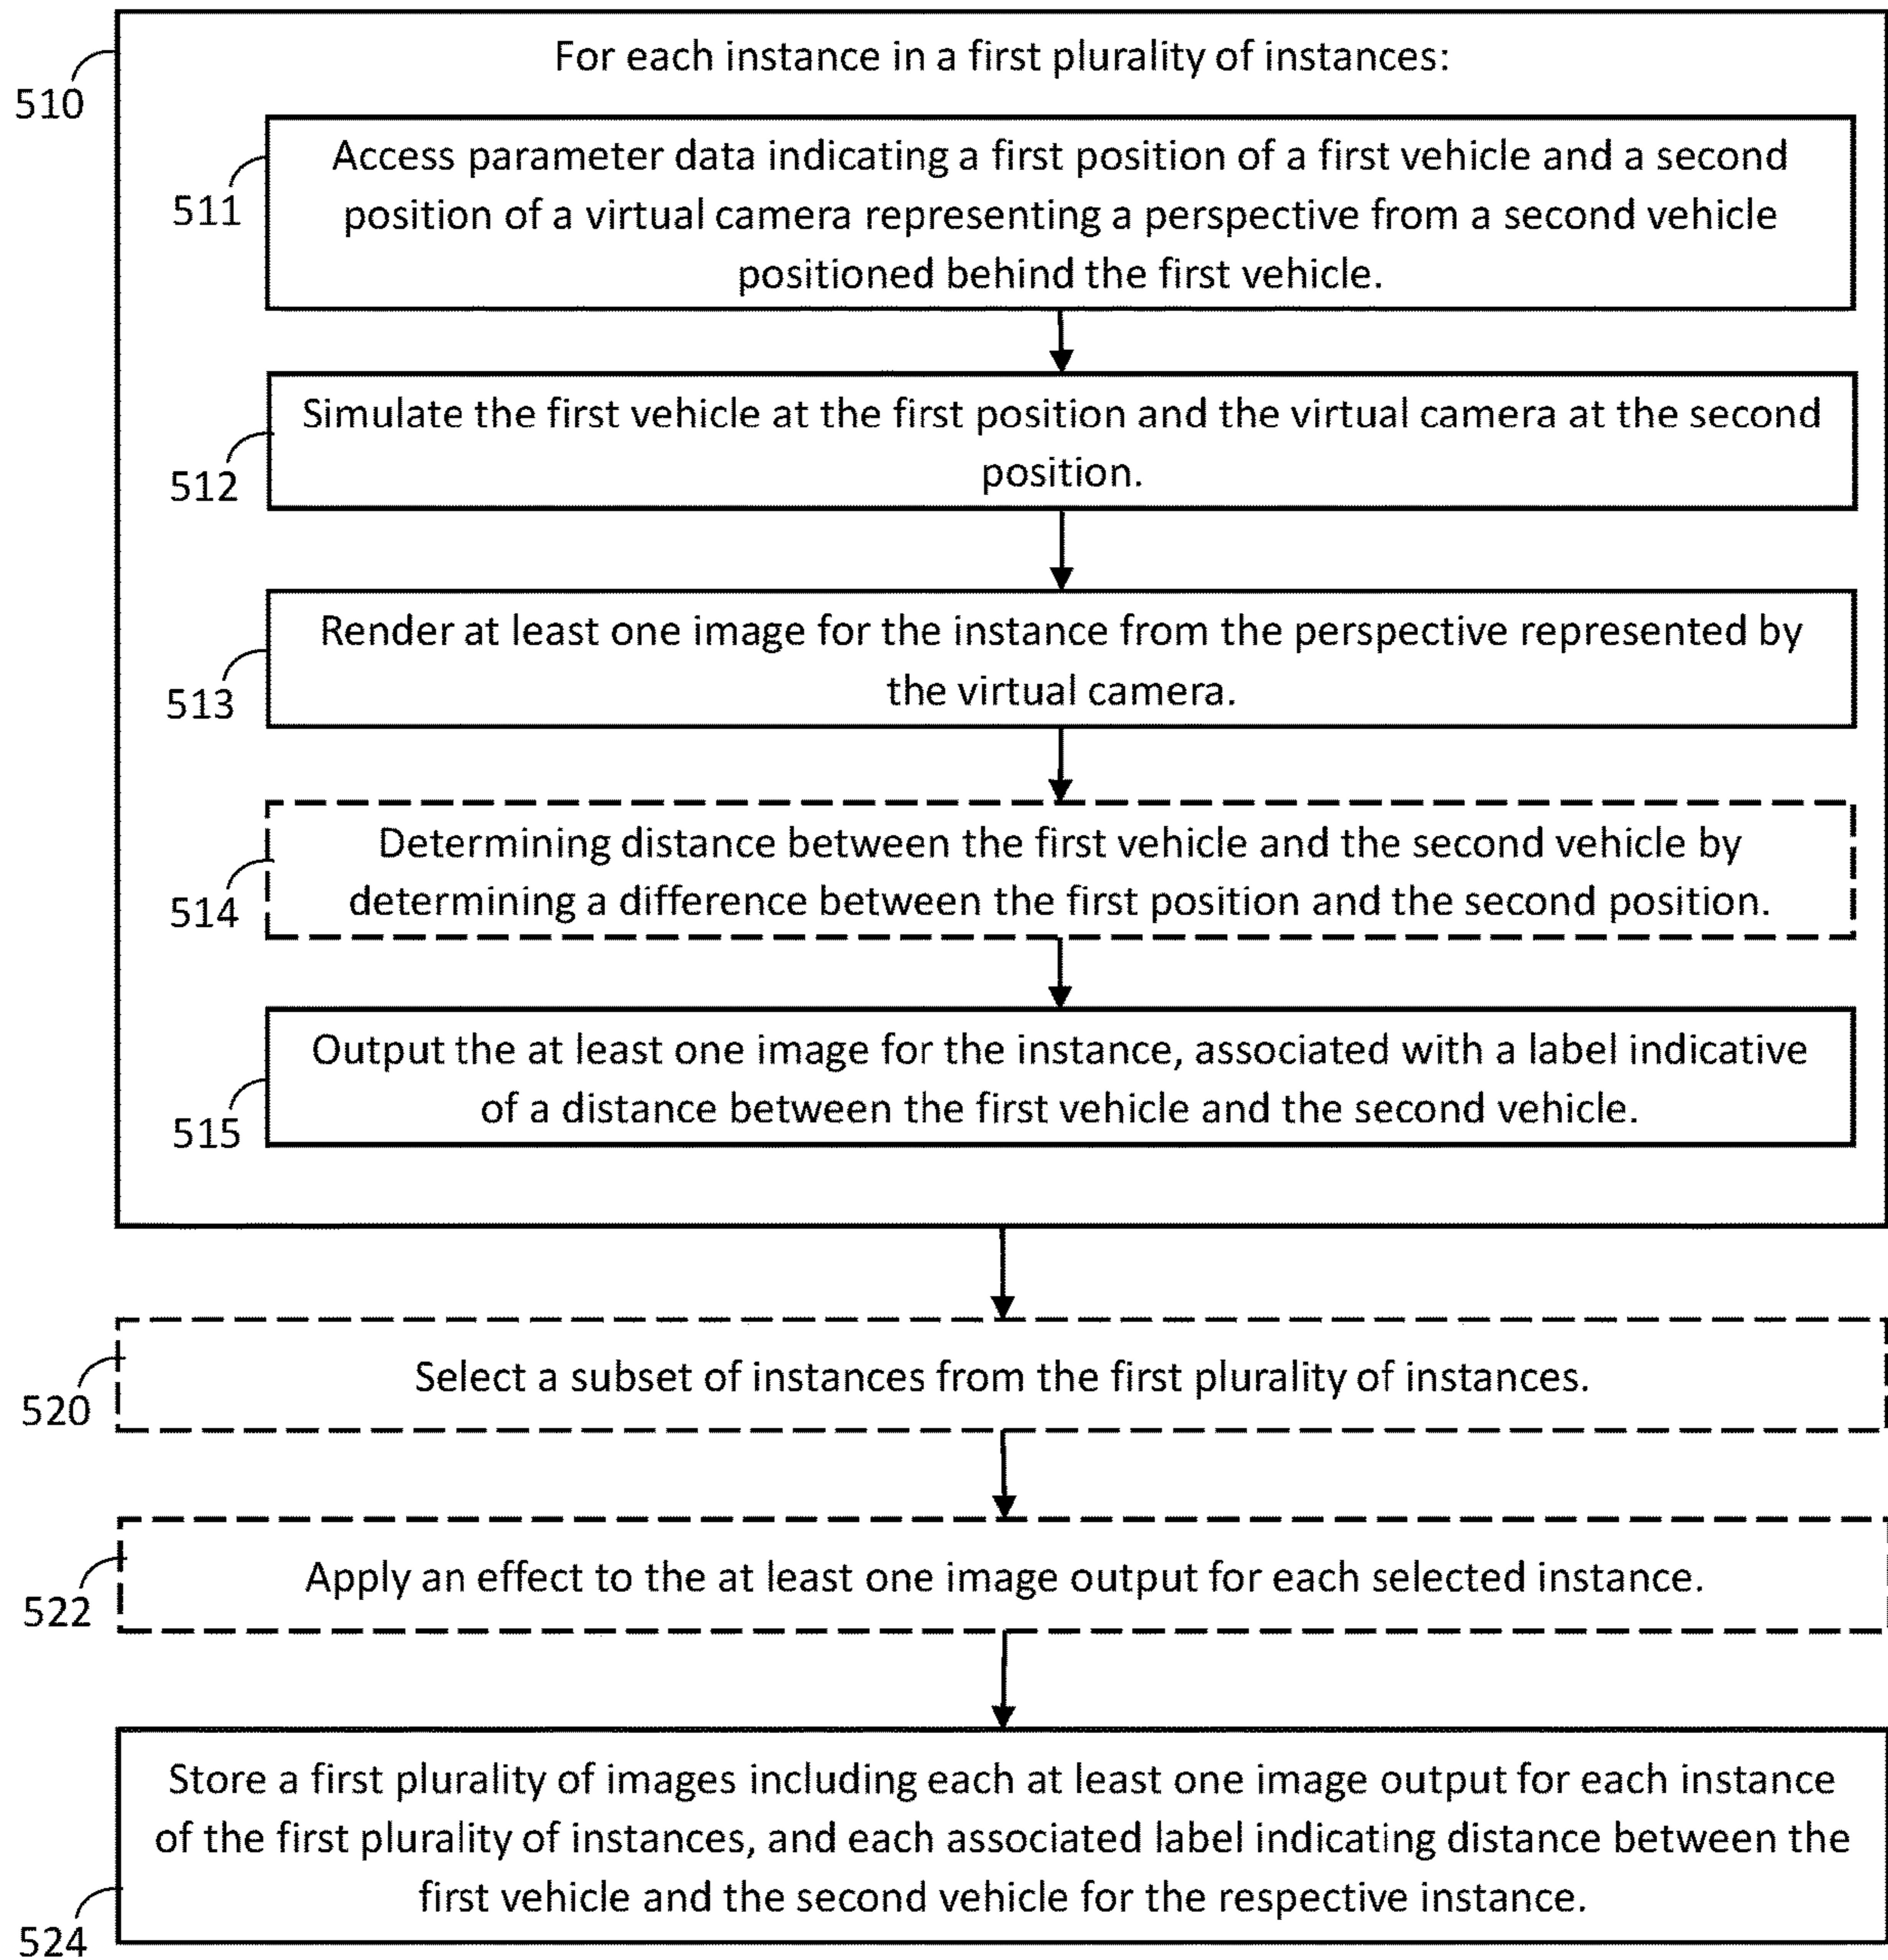 For each instance in a first plurality of instances:
510
Access parameter data indicating a first position of a first vehicle and a second
position of a virtual camera representing a perspective from a second vehicle
positioned behind the first vehicle.
511
Simulate the first vehicle at the first position and the virtual camera at the second
position.
512
Render at least one image for the instance from the perspective represented by
the virtual camera.
513
Determining distance between the first vehicle and the second vehicle by
determining a difference between the first position and the second position.
514
Output the at least one image for the instance, associated with a label indicative
of a distance between the first vehicle and the second vehicle.
515
Select a subset of instances from the first plurality of instances.
520
Apply an effect to the at least one image output for each selected instance.
522
Store a first plurality of images including each at least one image output for each instance
of the first plurality of instances, and each associated label indicating distance between the
first vehicle and the second vehicle for the respective instance.
524